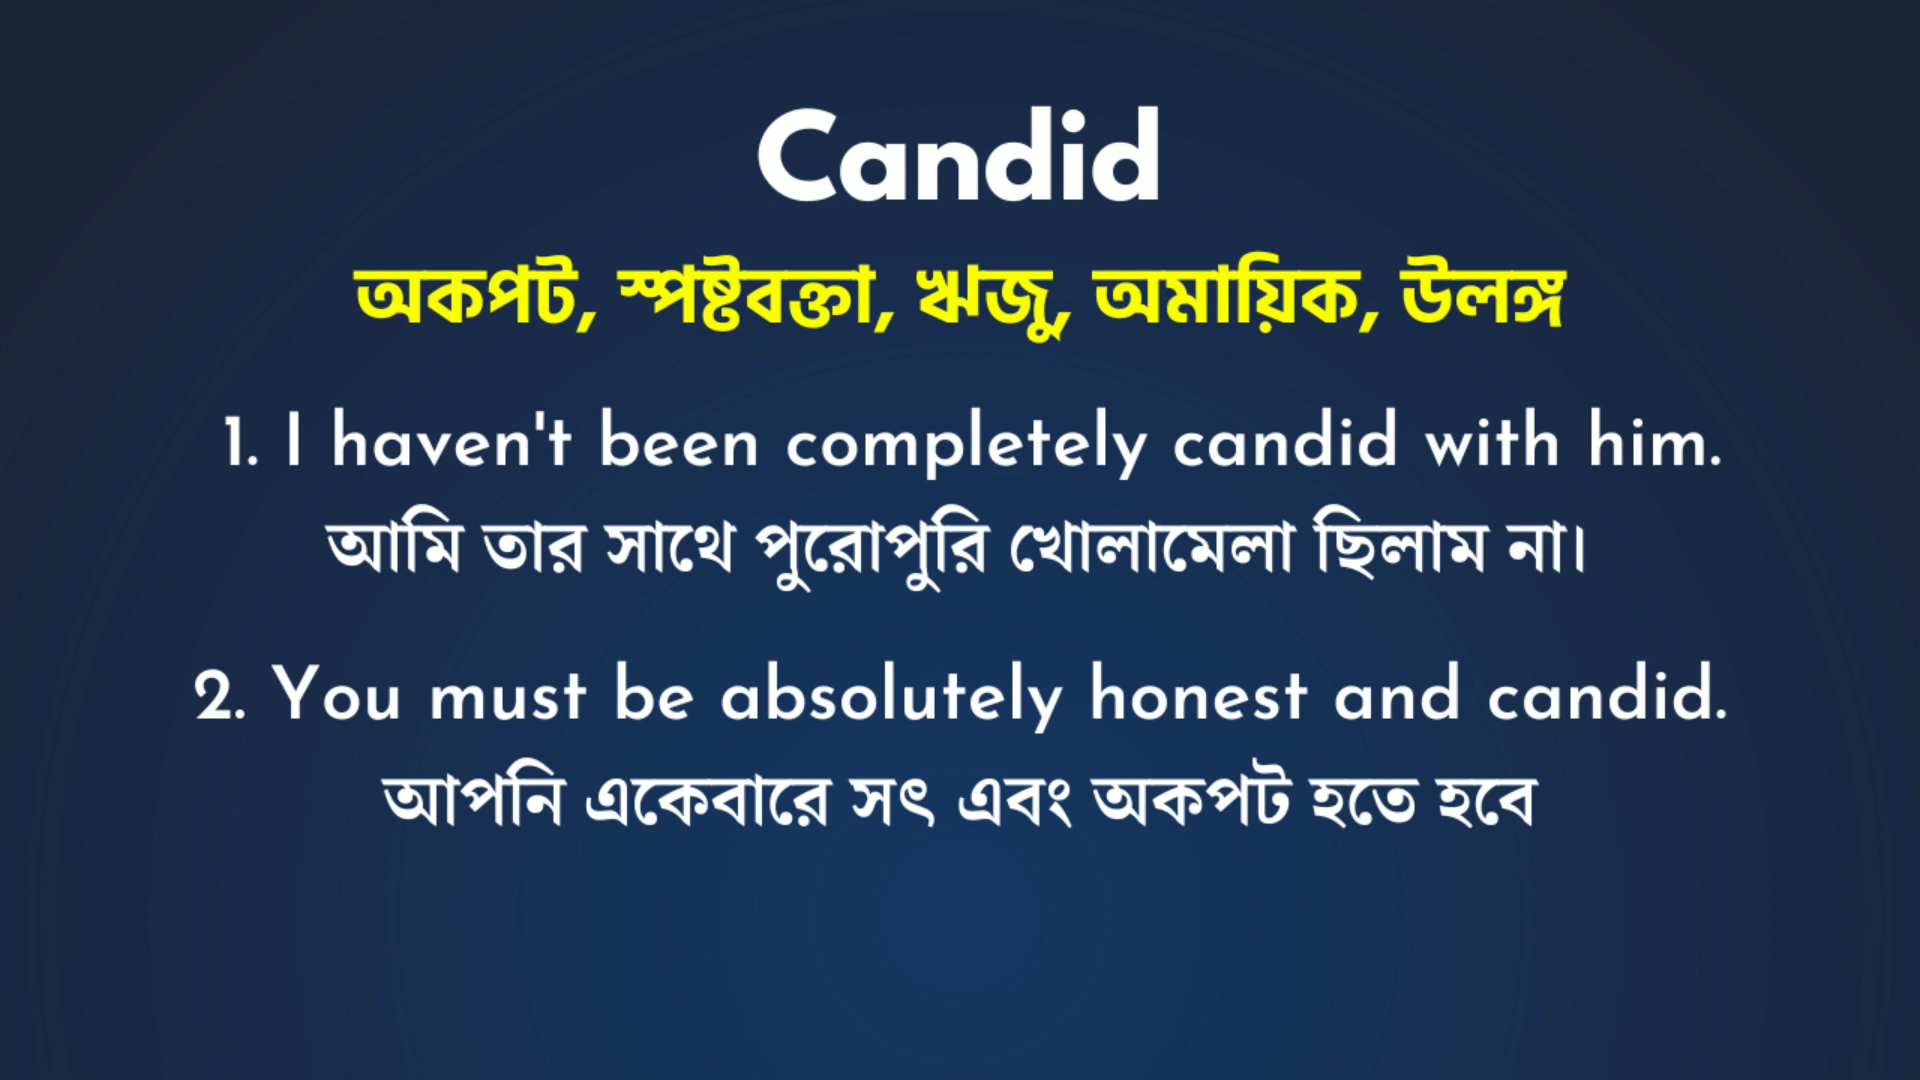 Candid
অকপট, স্পষ্টবক্তা, ঋজু, অমায়িক, উলঙ্গ
1. I haven't been completely candid with him.
আমি তার সাথে পুরোপুরি খোলামেলা ছিলাম না।
2. You must be absolutely honest and candid.
আপনি একেবারে সৎ এবং অকপট হতে হবে